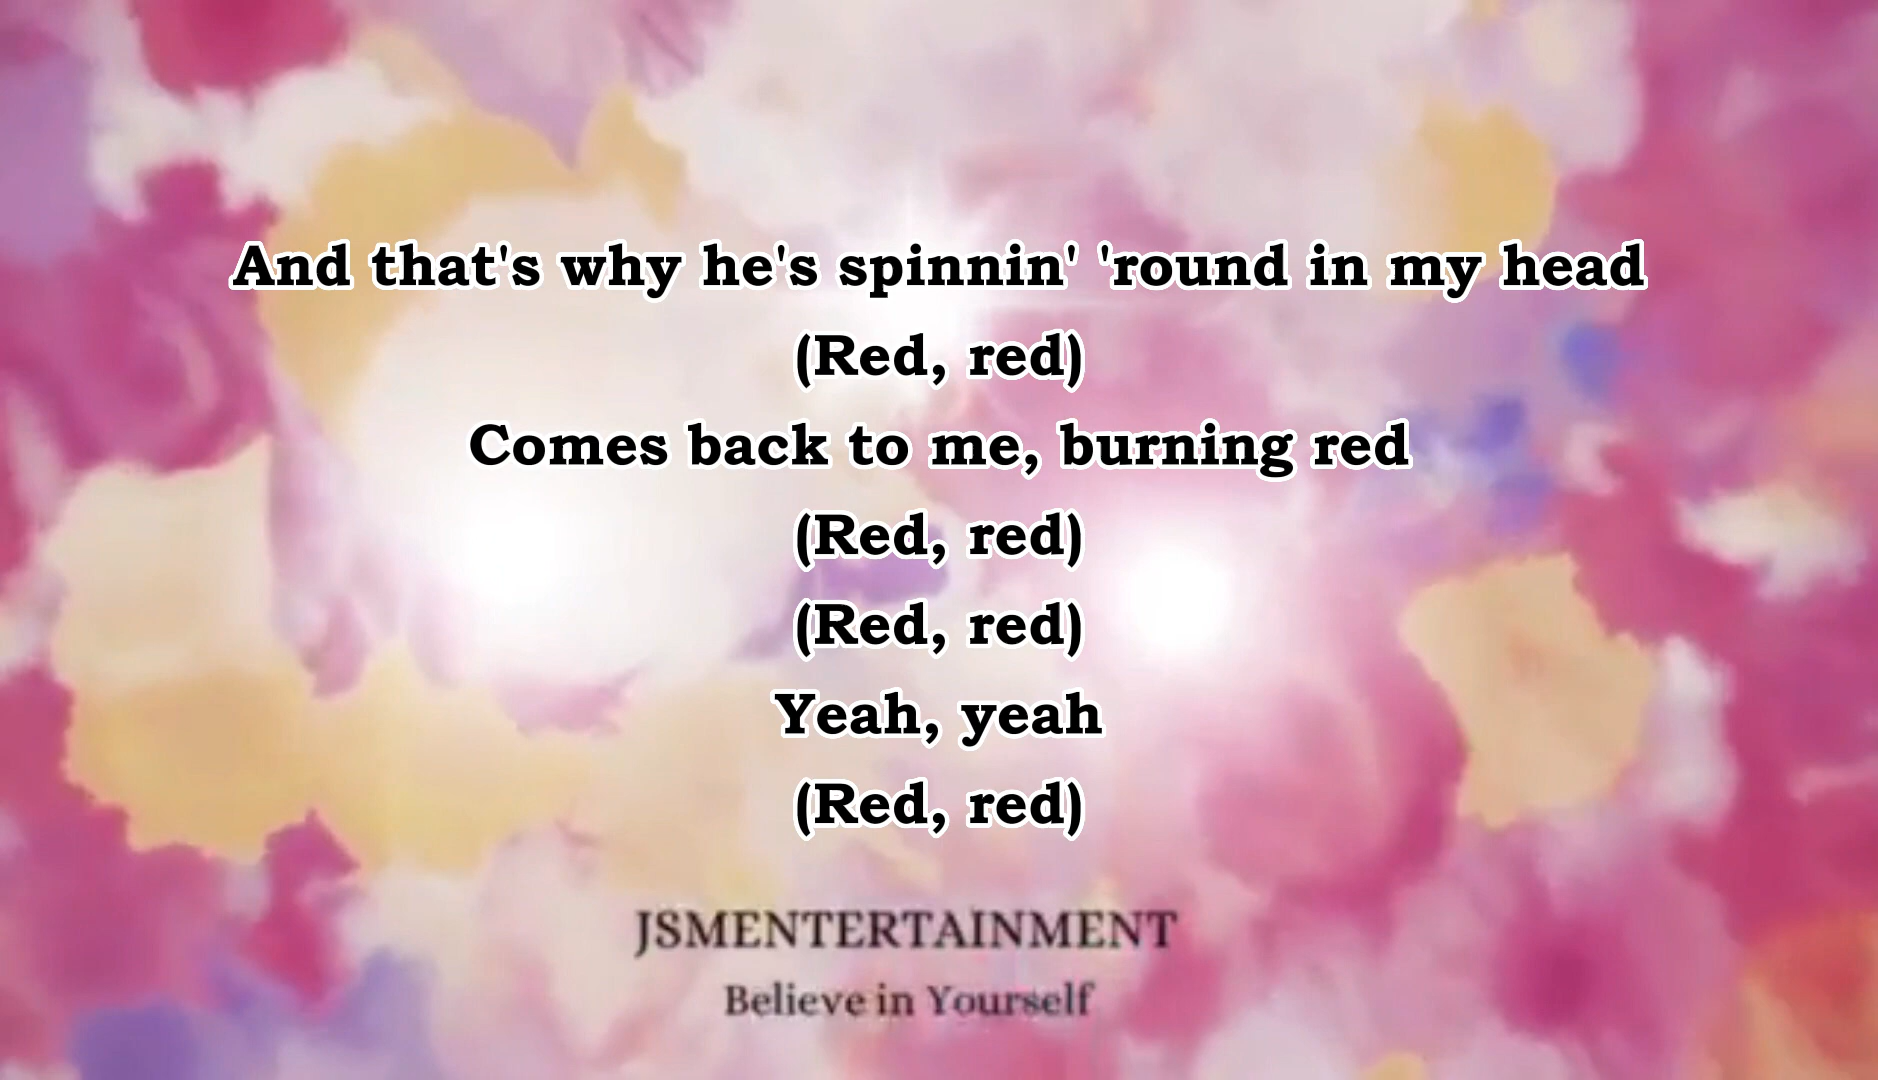 And that's why he's spinnin' 'round in my head
(Red, red)
Comes back to me, burning red
(Red, red)
(Red, red)
Yeah, yeah
(Red, red)
JSMENTERTAINMENT
Believe in Yourself